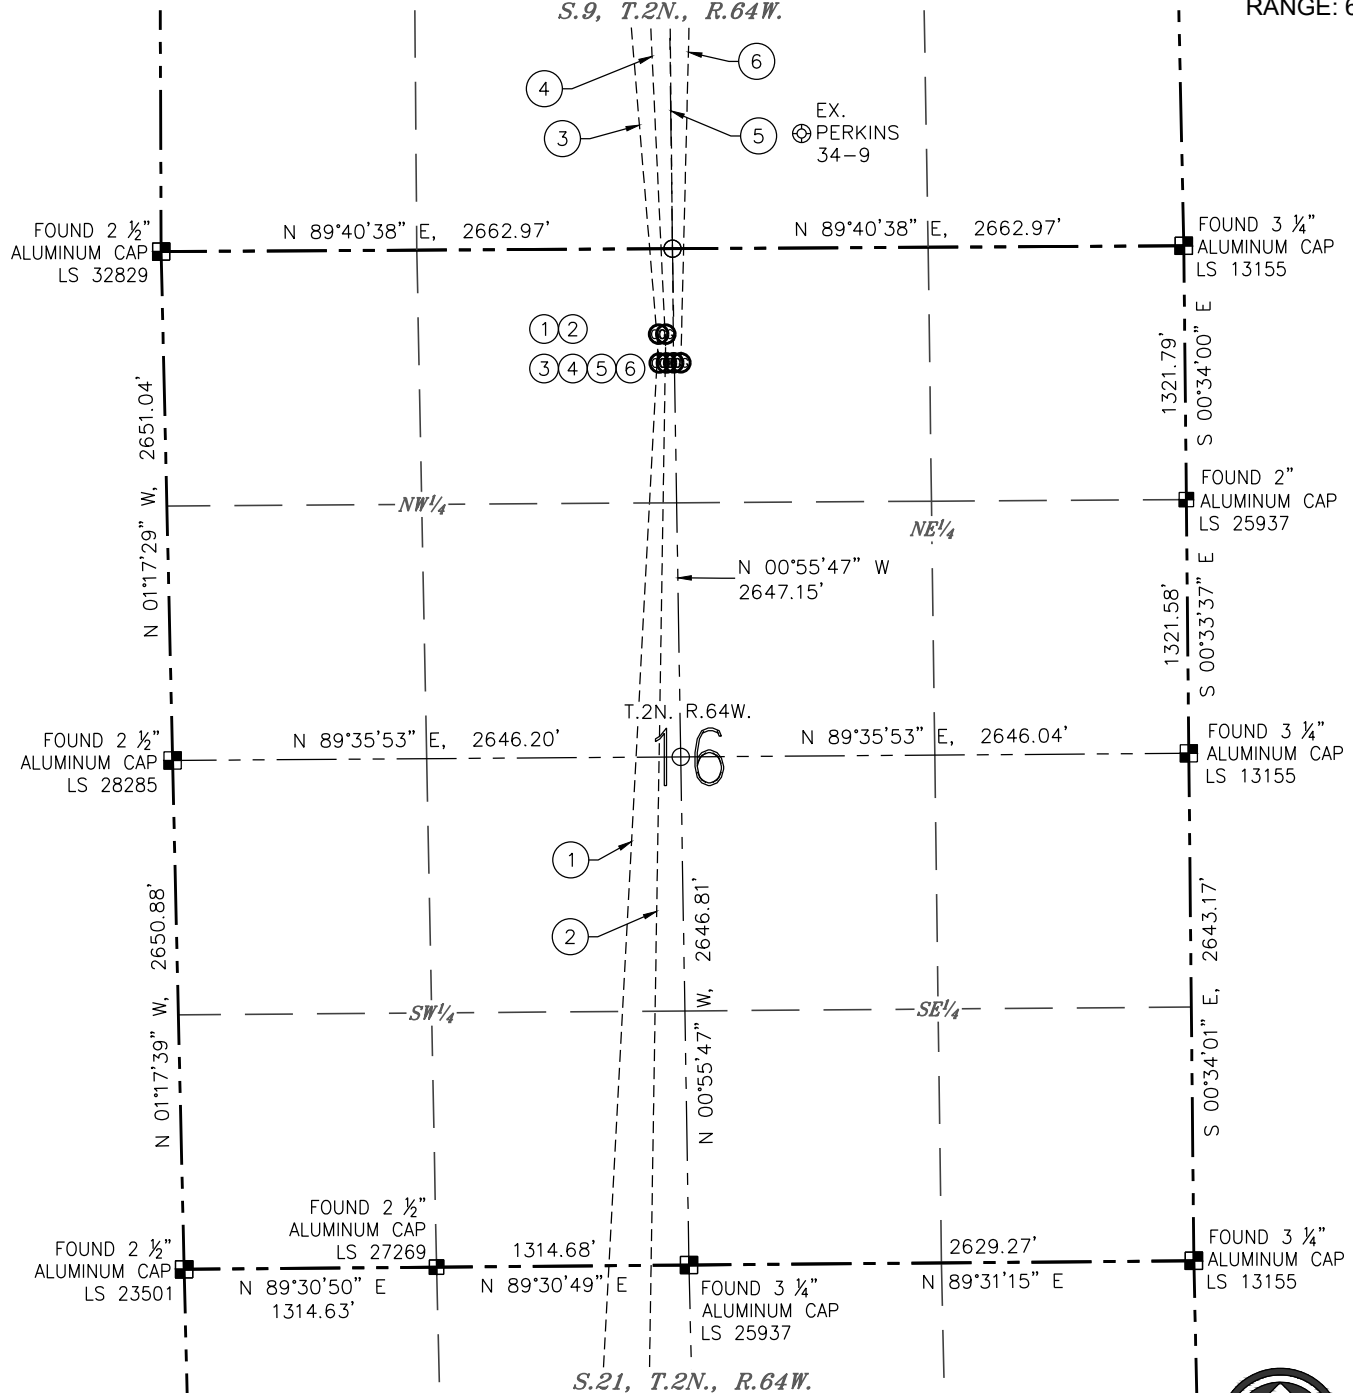 S.9, T.2N., R.64W.
RANGE: 6
6
4
3
5
EX.
PERKINS
34-9
FOUND 2 ½"
ALUMINUM CAP
LS 32829
N 89°40'38" E, 2662.97'
N 89°40'38" E, 2662.97'
FOUND 3 ¼"
ALUMINUM CAP
LS 13155
1 2
3 4 5 6
N 01°17'29" W, 2651.04'
1321.79'
S 00°34'00" E
NW¼
NE¼
FOUND 2"
ALUMINUM CAP
LS 25937
N 00°55'47" W
2647.15'
1321.58'
S 00°33'37" E
T.2N. R.64W.
16
FOUND 2 ½"
ALUMINUM CAP
LS 28285
N 89°35'53" E, 2646.20'
N 89°35'53" E, 2646.04'
FOUND 3 ¼"
ALUMINUM CAP
LS 13155
1
2
N 01°17'39" W, 2650.88'
N 00°55'47" W, 2646.81'
S 00°34'01" E, 2643.17'
SW¼
SE¼
FOUND 2 ½"
ALUMINUM CAP
LS 27269
FOUND 2 ½"
ALUMINUM CAP
LS 23501
N 89°30'50" E
1314.63'
1314.68'
N 89°30'49" E
FOUND 3 ¼"
ALUMINUM CAP
LS 25937
2629.27'
N 89°31'15" E
FOUND 3 ¼"
ALUMINUM CAP
LS 13155
S.21, T.2N., R.64W.